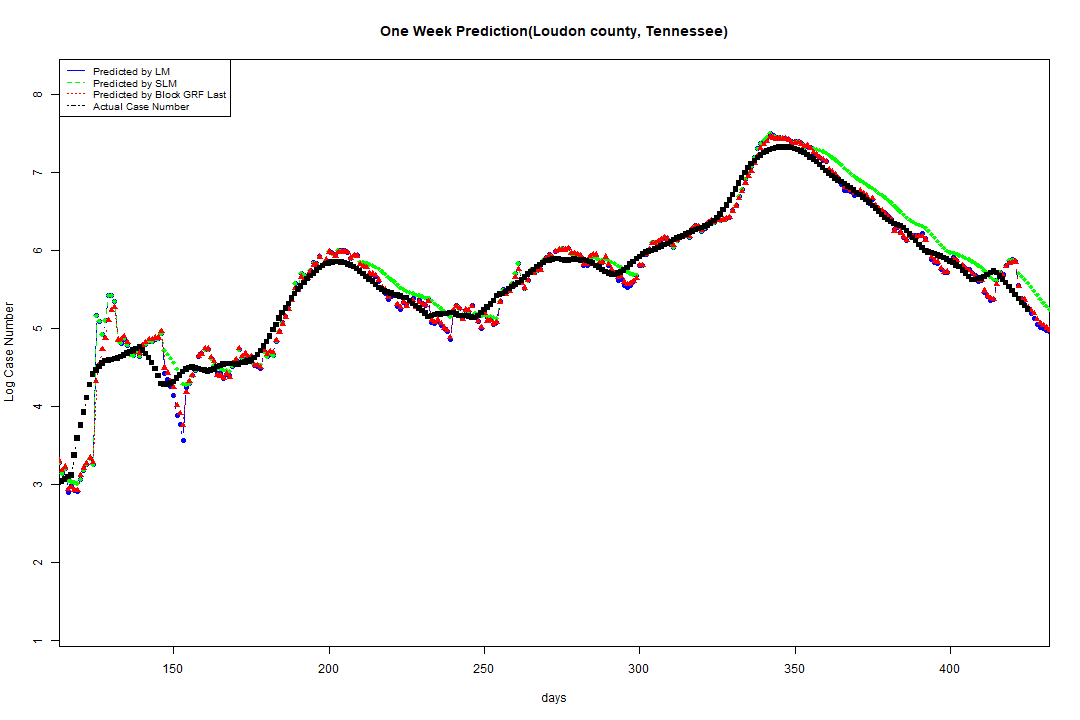 One Week Prediction(Loudon county, Tennessee)
Predicted by LM
Predicted by SLM
Predicted by Block GRF Last
Actual Case Number
Log Case Number
8
7
6
5
4
3
2
1
150 200 250 300 350 400
days